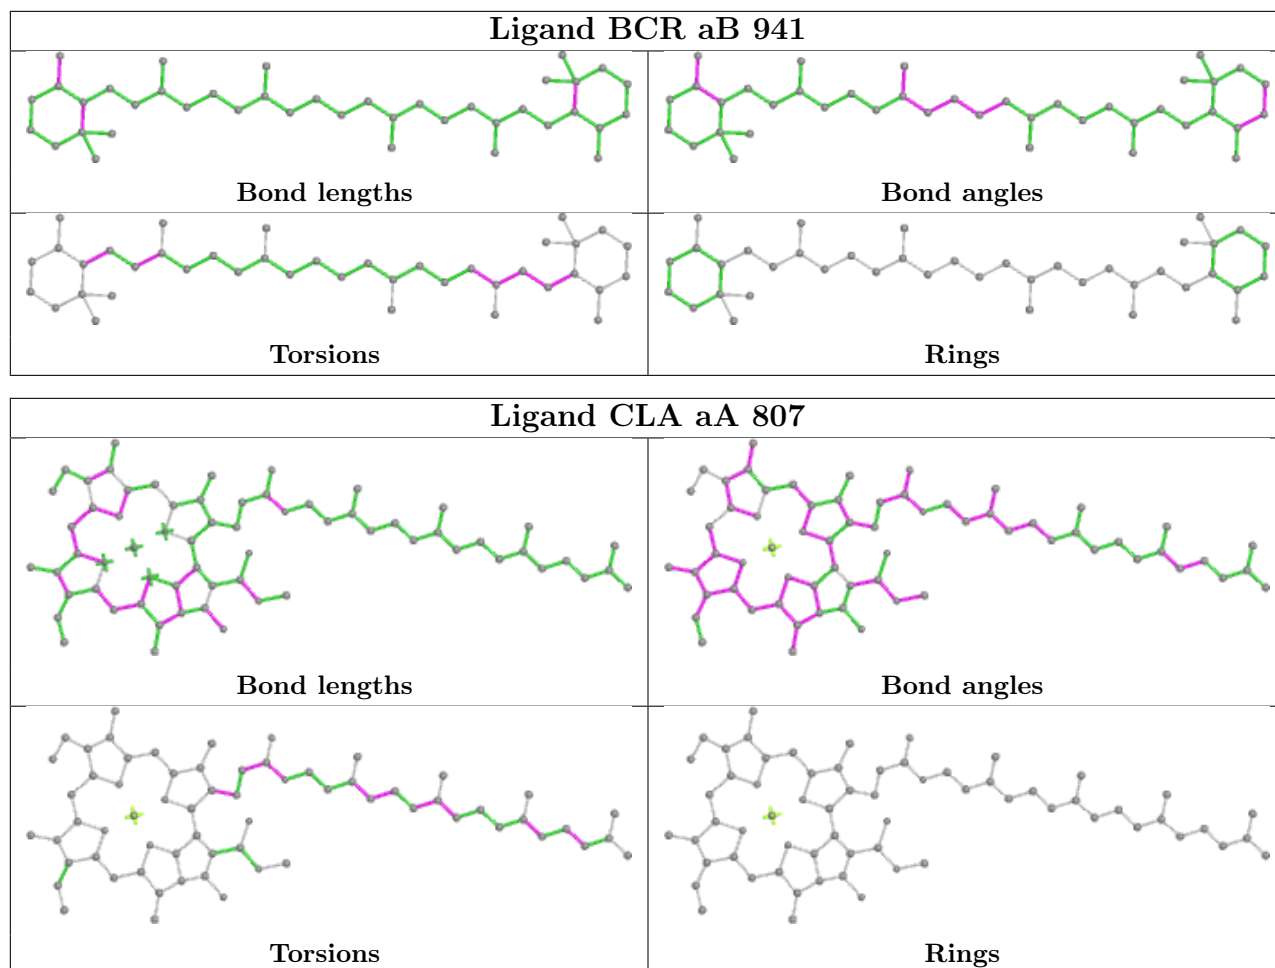 Ligand BCR aB 941
Bond lengths
Bond angles
Torsions
Rings
Ligand CLA aA 807
Bond lengths
Bond angles
Torsions
Rings